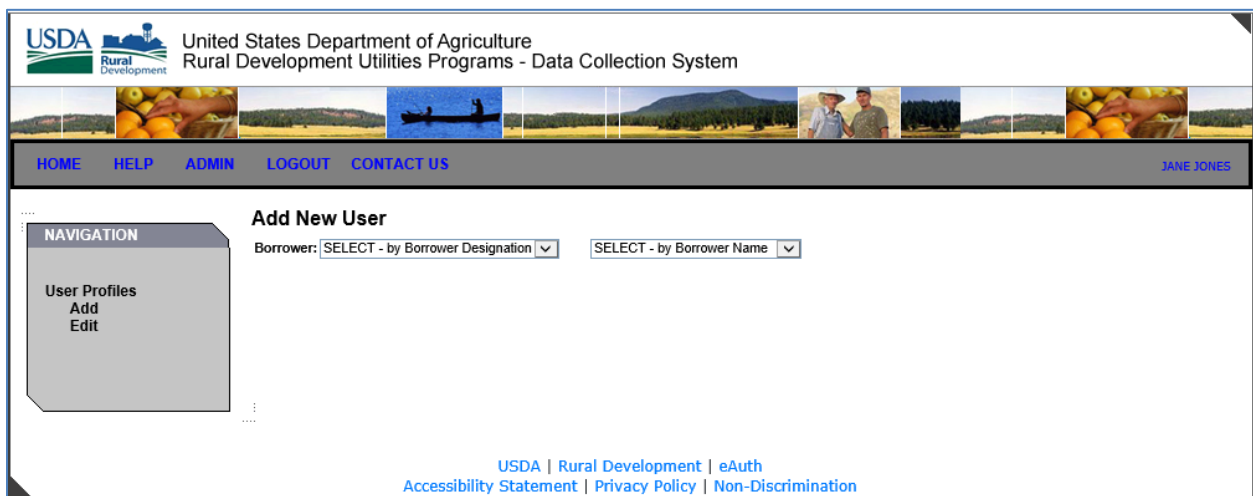 USDA
Rural
Development
United States Department of Agriculture
Rural Development Utilities Programs - Data Collection System
HOME HELP ADMIN LOGOUT CONTACT US JANE JONES
NAVIGATION
User Profiles
Add
Edit
Add New User
Borrower: SELECT - by Borrower Designation SELECT - by Borrower Name
USDA | Rural Development | eAuth
Accessibility Statement | Privacy Policy | Non-Discrimination